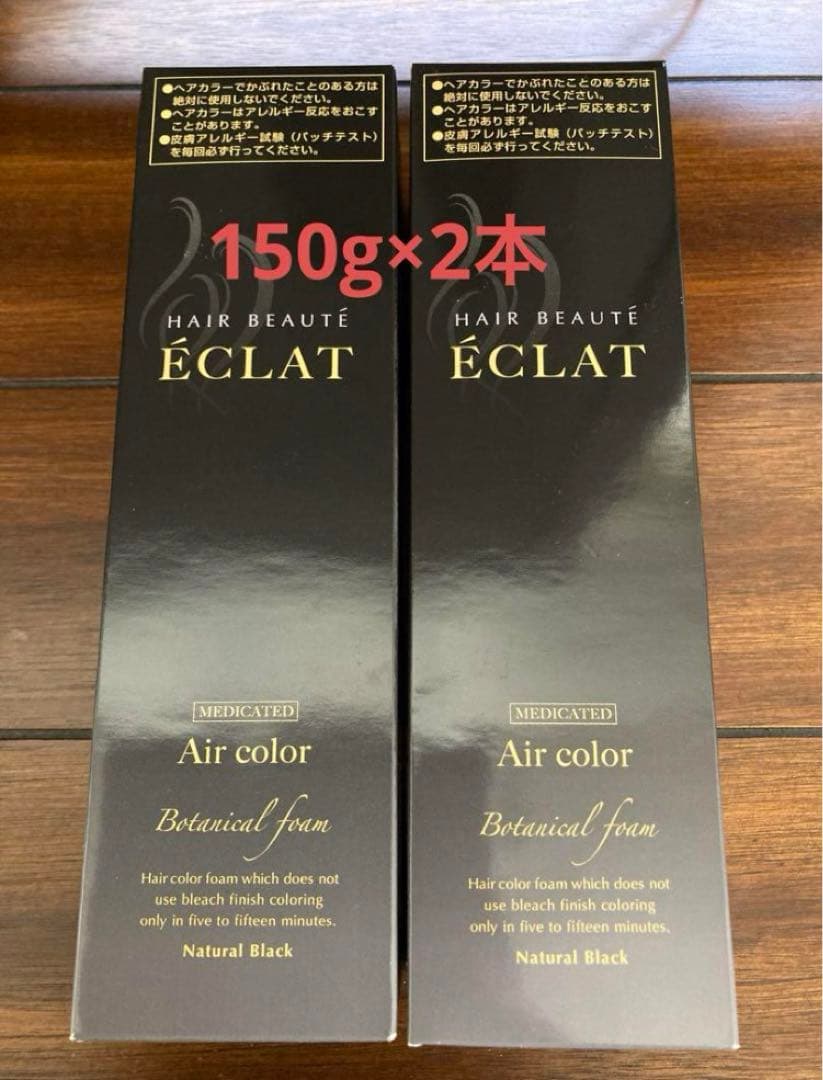 ●ヘアカラーでかぶれたことのある方は
絶対に使用しないでください。
●ヘアカラーはアレルギー反応をおこす
ことがあります。
●皮膚アレルギー試験（パッチテスト）
を毎回必ず行ってください。
●ヘアカラーでかぶれたことのある方は
絶対に使用しないでください。
●ヘアカラーはアレルギー反応をおこす
ことがあります。
●皮膚アレルギー試験（パッチテスト）
を毎回必ず行ってください。
150g×2本
HAIR BEAUTÉ
ÉCLAT
HAIR BEAUTÉ
ÉCLAT
MEDICATED
Air color
Botanical foam
Hair color foam which does not
use bleach finish coloring
only in five to fifteen minutes.
Natural Black
MEDICATED
Air color
Botanical foam
Hair color foam which does not
use bleach finish coloring
only in five to fifteen minutes.
Natural Black